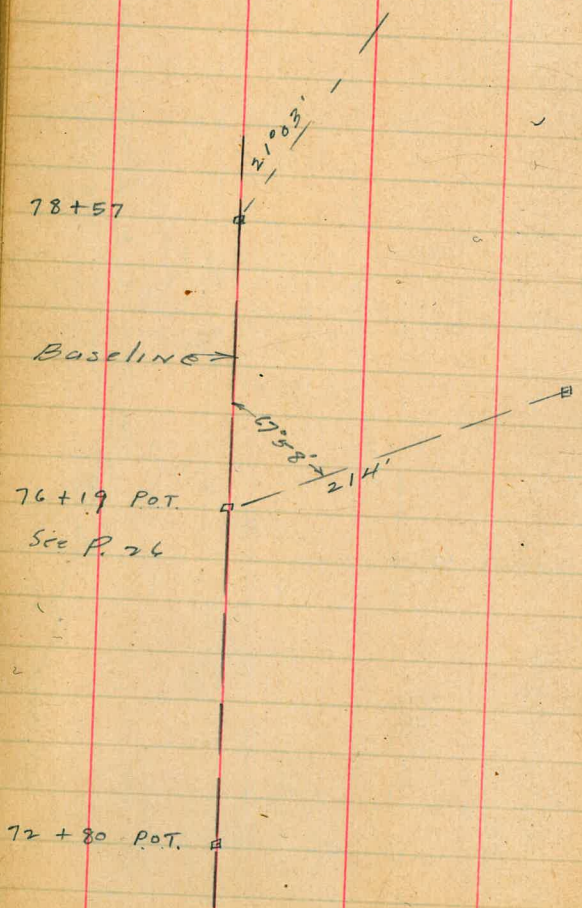 21°03'
78+57
Baseline
67°58'
214'
76+19 P.O.T.
See P. 26
72+80 P.O.T.